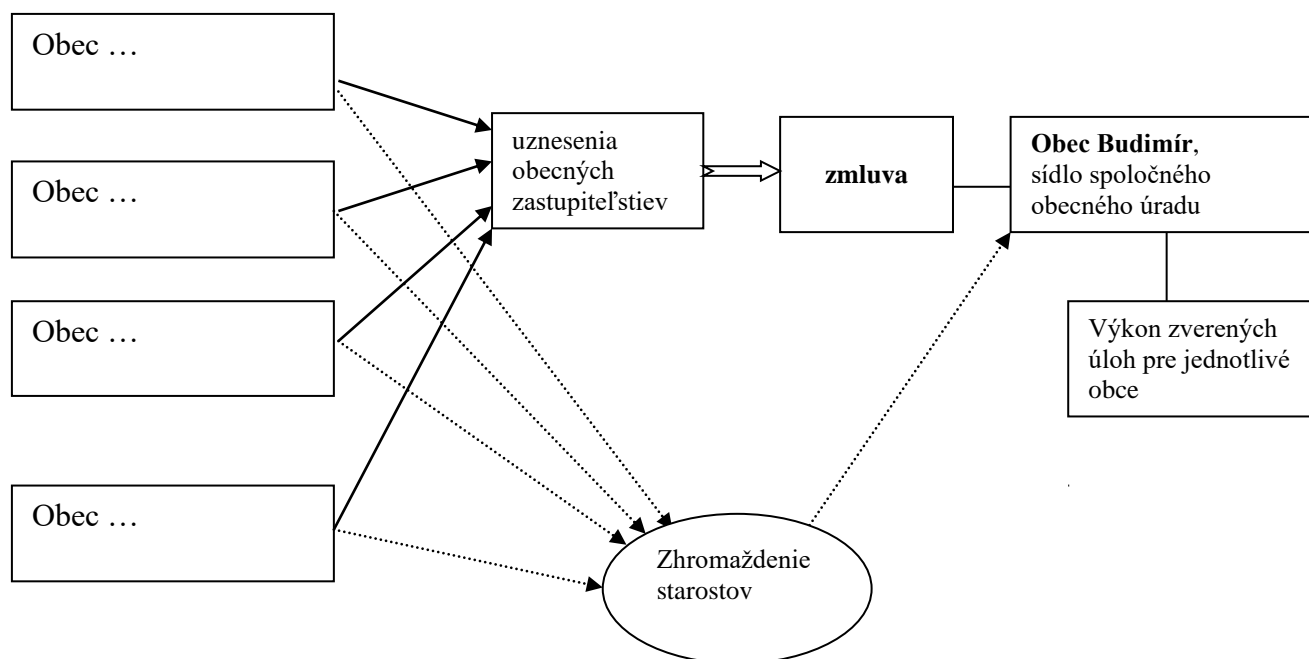 Obec …
Obec …
Obec …
Obec …
uznesenia
obecných
zastupiteľstiev
zmluva
Obec Budimír,
sídlo spoločného
obecného úradu
Výkon zverených
úloh pre jednotlivé
obce
Zhromaždenie
starostov